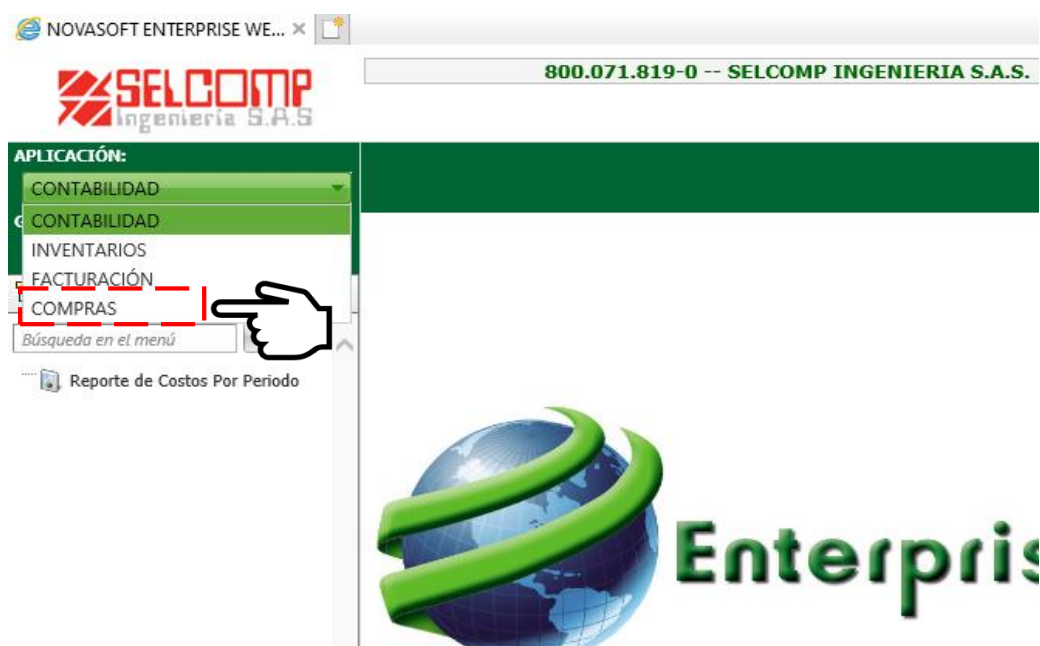 NOVASOFT ENTERPRISE WE...
SELCOMP
Ingeniería S.A.S
800.071.819-0 -- SELCOMP INGENIERIA S.A.S.
APLICACIÓN:
CONTABILIDAD
CONTABILIDAD
INVENTARIOS
FACTURACIÓN
COMPRAS
Búsqueda en el menú
Reporte de Costos Por Periodo
Enterpris